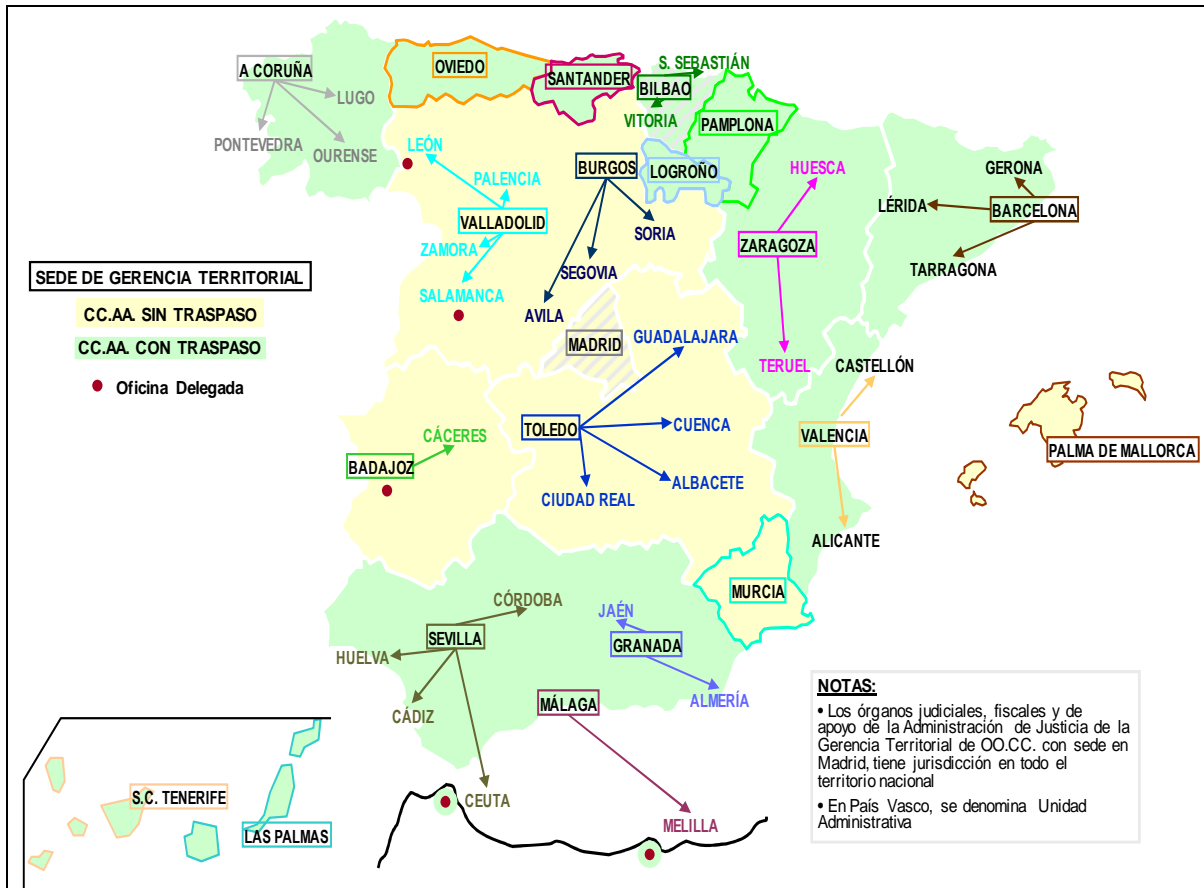 S. SEBASTIÁN
OVIEDO
A CORUÑA
SANTANDER
BILBAO
LUGO
VITORIA
PAMPLONA
PONTEVEDRA
OURENSE
LEÓN
BURGOS
LOGROÑO
HUESCA
GERONA
PALENCIA
LÉRIDA
BARCELONA
VALLADOLID
SORIA
ZARAGOZA
ZAMORA
SEGOVIA
TARRAGONA
SEDE DE GERENCIA TERRITORIAL
SALAMANCA
AVILA
CC.AA. SIN TRASPASO
MADRID
GUADALAJARA
CC.AA. CON TRASPASO
TERUEL
CASTELLÓN
Oficina Delegada
CÁCERES
TOLEDO
CUENCA
VALENCIA
PALMA DE MALLORCA
BADAJOZ
ALBACETE
CIUDAD REAL
ALICANTE
MURCIA
CÓRDOBA
JAÉN
SEVILLA
GRANADA
HUELVA
ALMERÍA
CÁDIZ
MÁLAGA
S.C. TENERIFE
CEUTA
LAS PALMAS
MELILLA
NOTAS:
• Los órganos judiciales, fiscales y de
apoyo de la Administración de Justicia de la
Gerencia Territorial de OO.CC. con sede en
Madrid, tiene jurisdicción en todo el
territorio nacional
• En País Vasco, se denomina Unidad
Administrativa